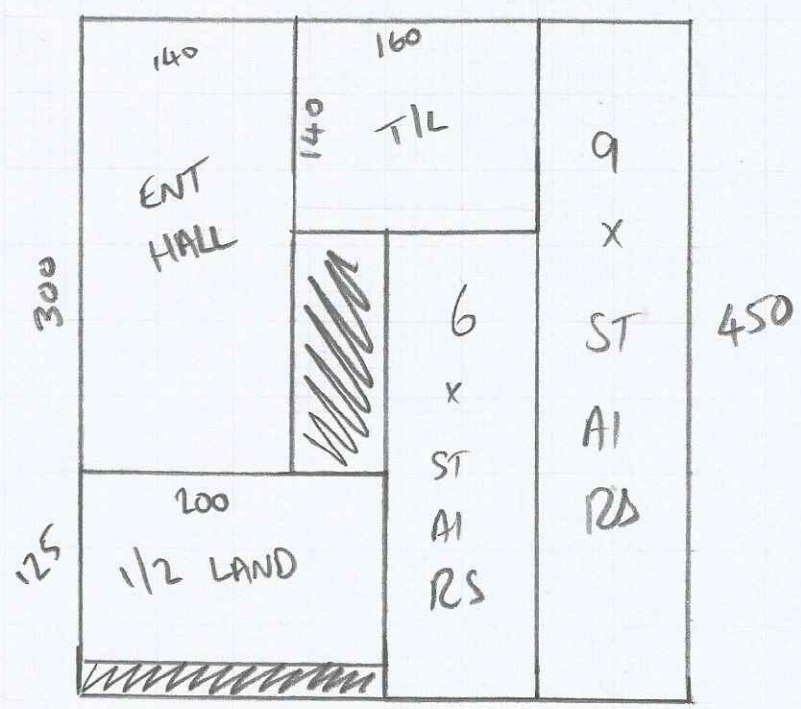 140
ENT
HALL
300
160
140
T/L
6
x
ST
AI
RS
9
x
ST
AI
RS
450
200
1/2 LAND
125